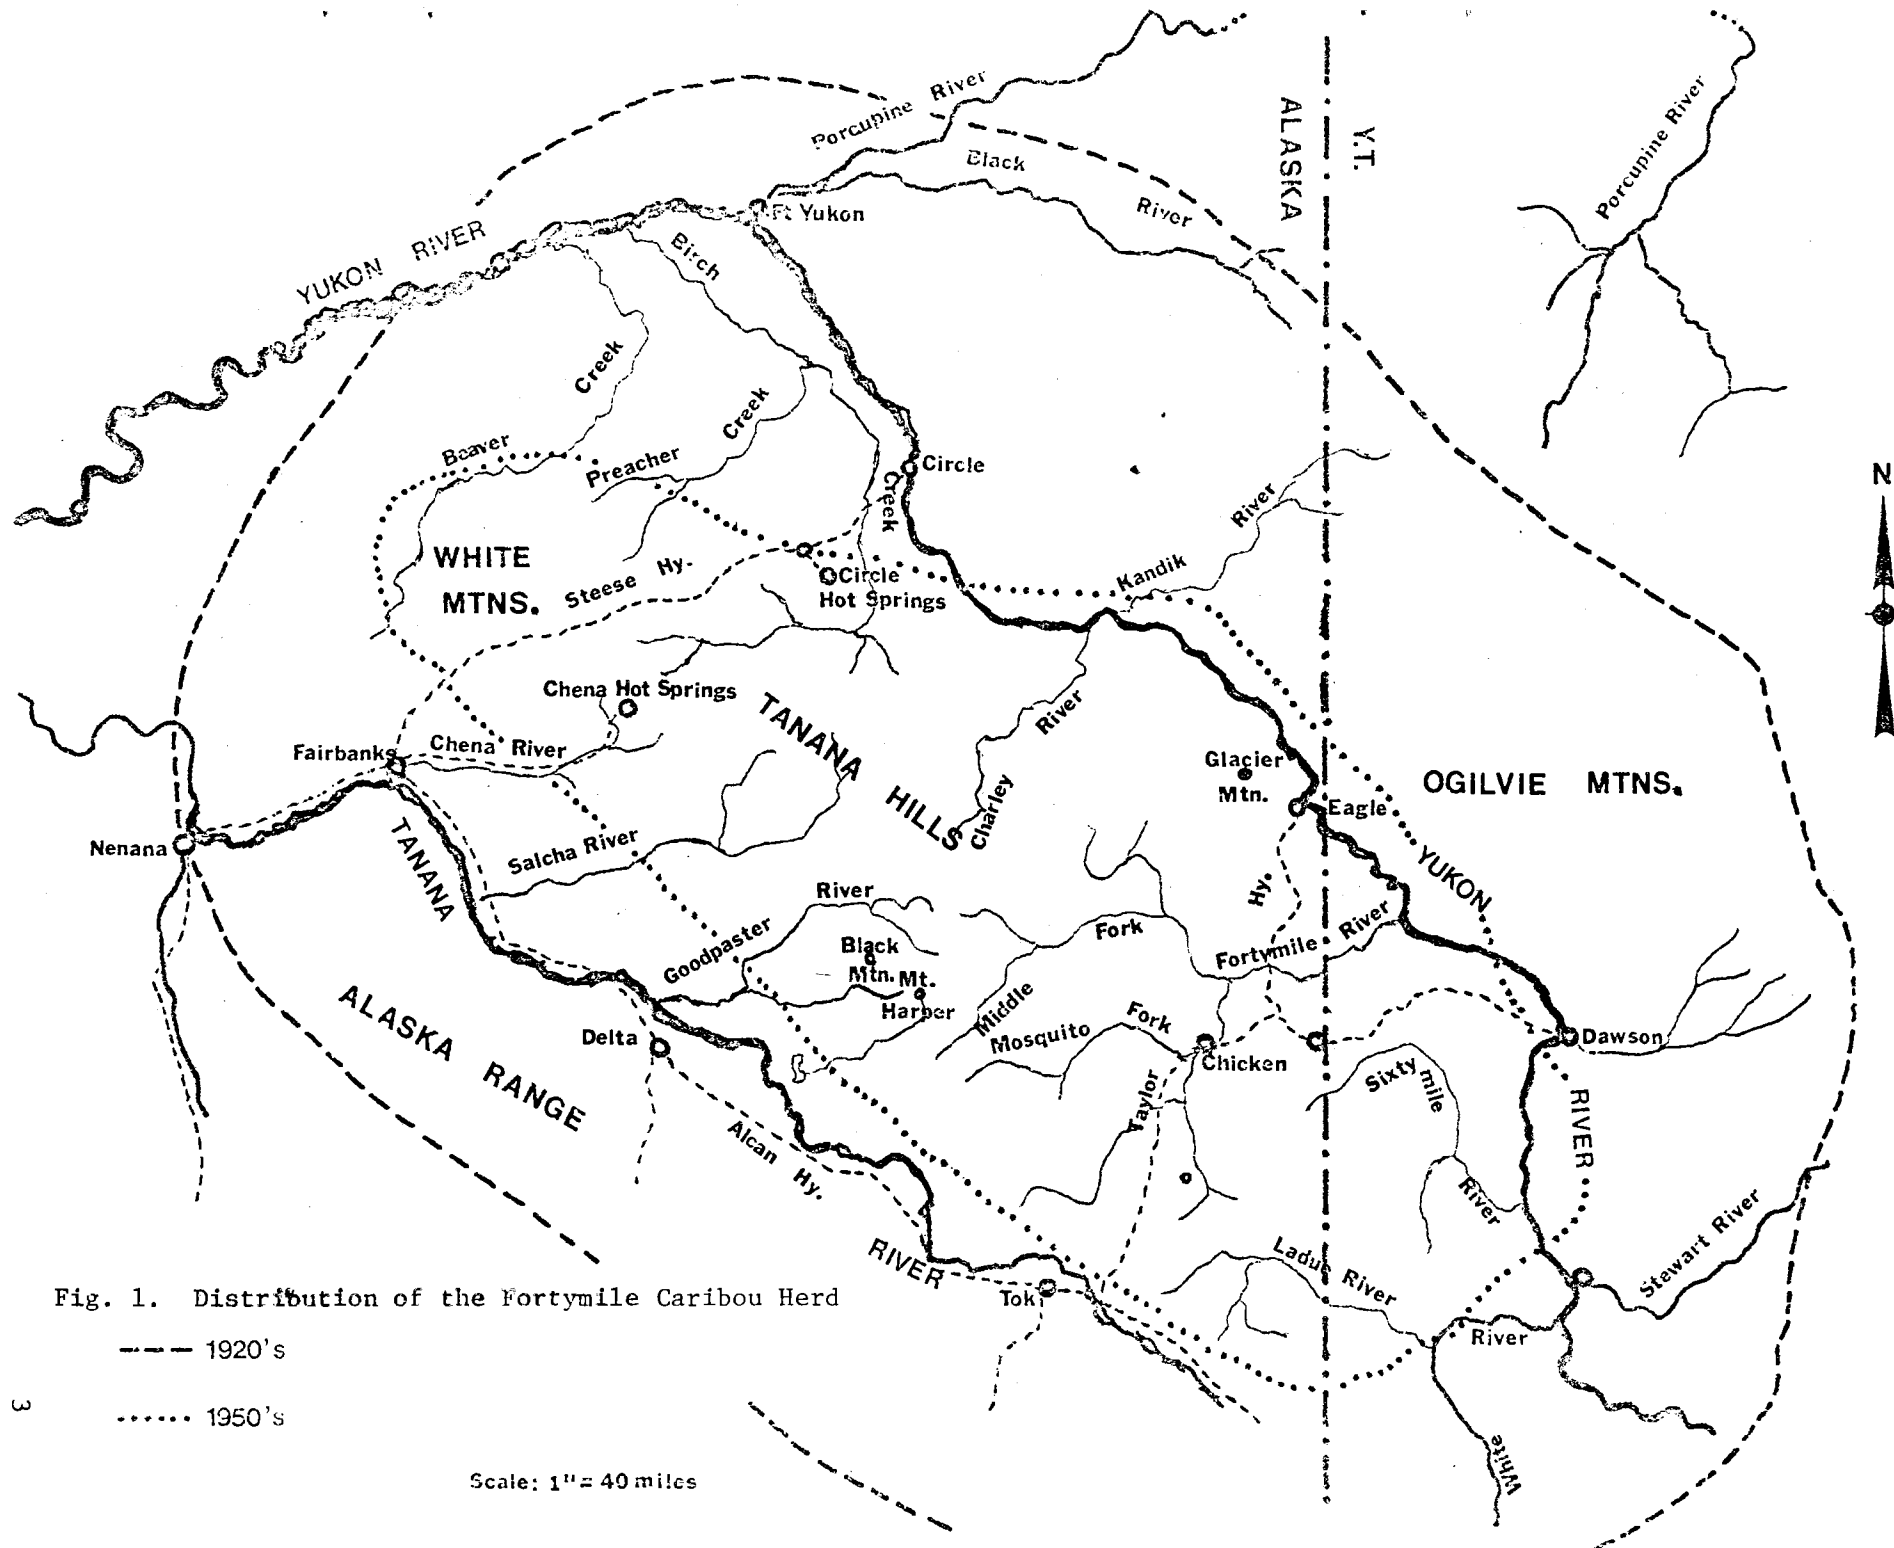 Porcupine River
Black River
ALASKA
Y.T.
Porcupine River
Ft Yukon
YUKON RIVER
Birch Creek
Creek
Beaver
Preacher Creek
Circle
N
WHITE
MTNS.
Steese Hy.
Circle
Hot Springs
Kandik River
Chena Hot Springs
TANANA HILLS
Charley River
Fairbanks
Chena River
Glacier
Mtn.
Eagle
OGILVIE MTNS.
Nenana
TANANA
Salcha River
YUKON
Hy.
Goodpaster River
Black
Mtn.
Mt.
Harper
Fork
Fortymile River
Middle
Mosquito Fork
ALASKA RANGE
Delta
Chicken
Dawson
Taylor
Sixty mile
River
RIVER
Alcan Hy.
RIVER
Tok
Ladue River
Stewart River
River
White
Fig. 1. Distribution of the Fortymile Caribou Herd
1920's
1950's
Scale: 1" = 40 miles
3